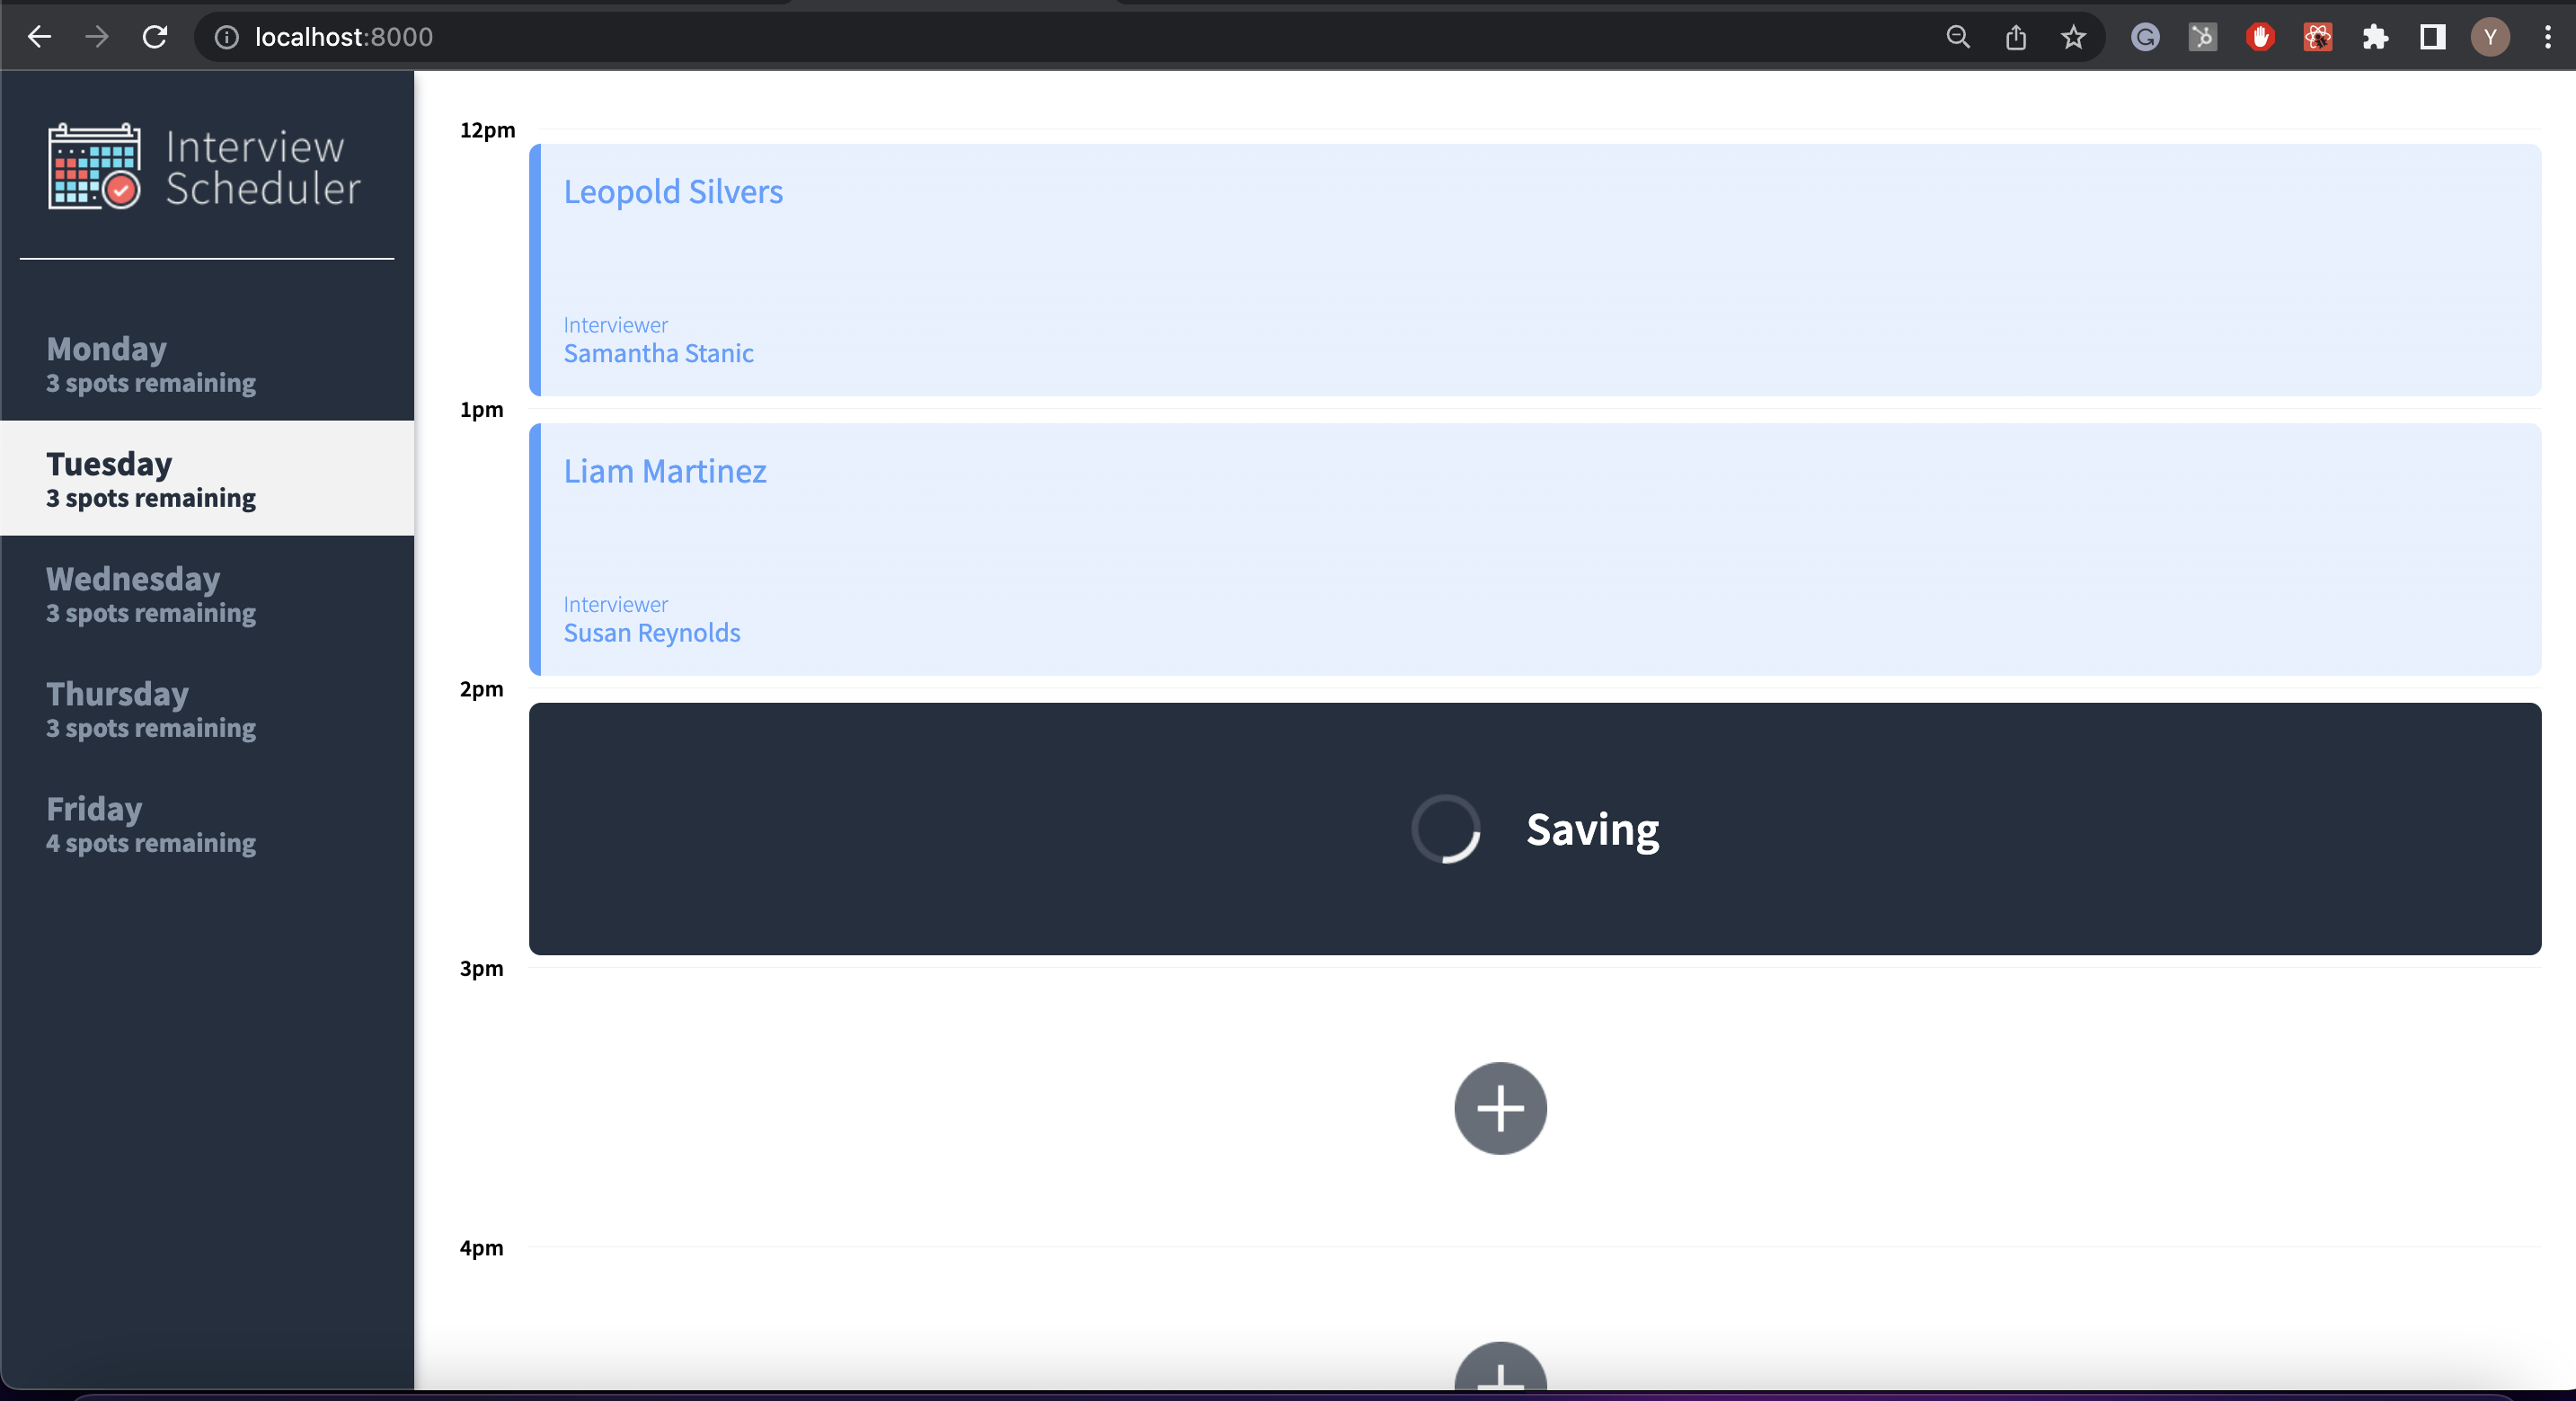 localhost:8000
Y
Interview
Scheduler
Monday
3 spots remaining
Tuesday
3 spots remaining
Wednesday
3 spots remaining
Thursday
3 spots remaining
Friday
4 spots remaining
12pm
Leopold Silvers
Interviewer
Samantha Stanic
1pm
Liam Martinez
Interviewer
Susan Reynolds
2pm
Saving
3pm
4pm